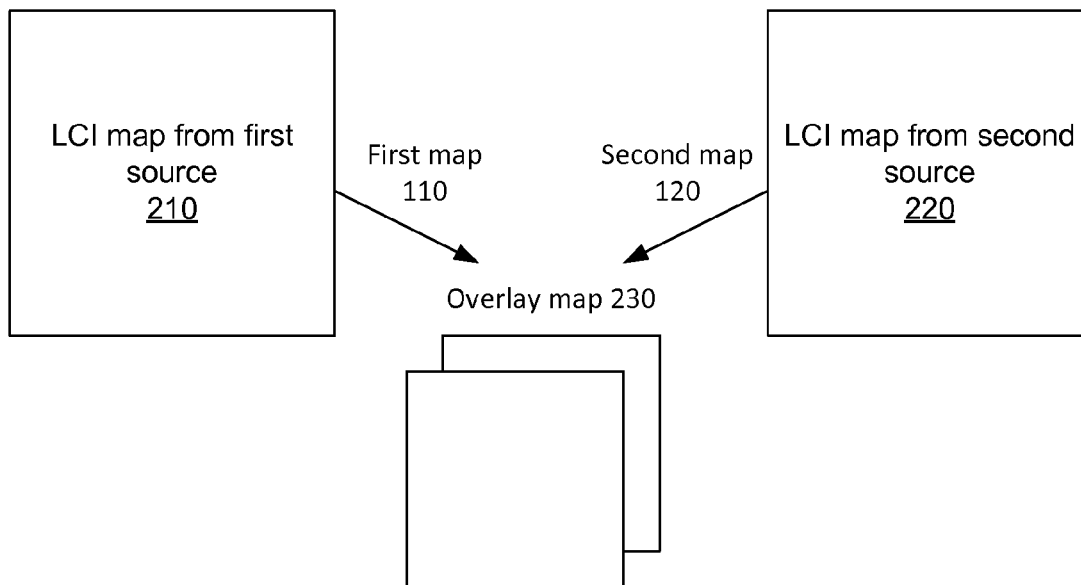 LCI map from first
source
210
First map
110
Second map
120
LCI map from second
source
220
Overlay map 230